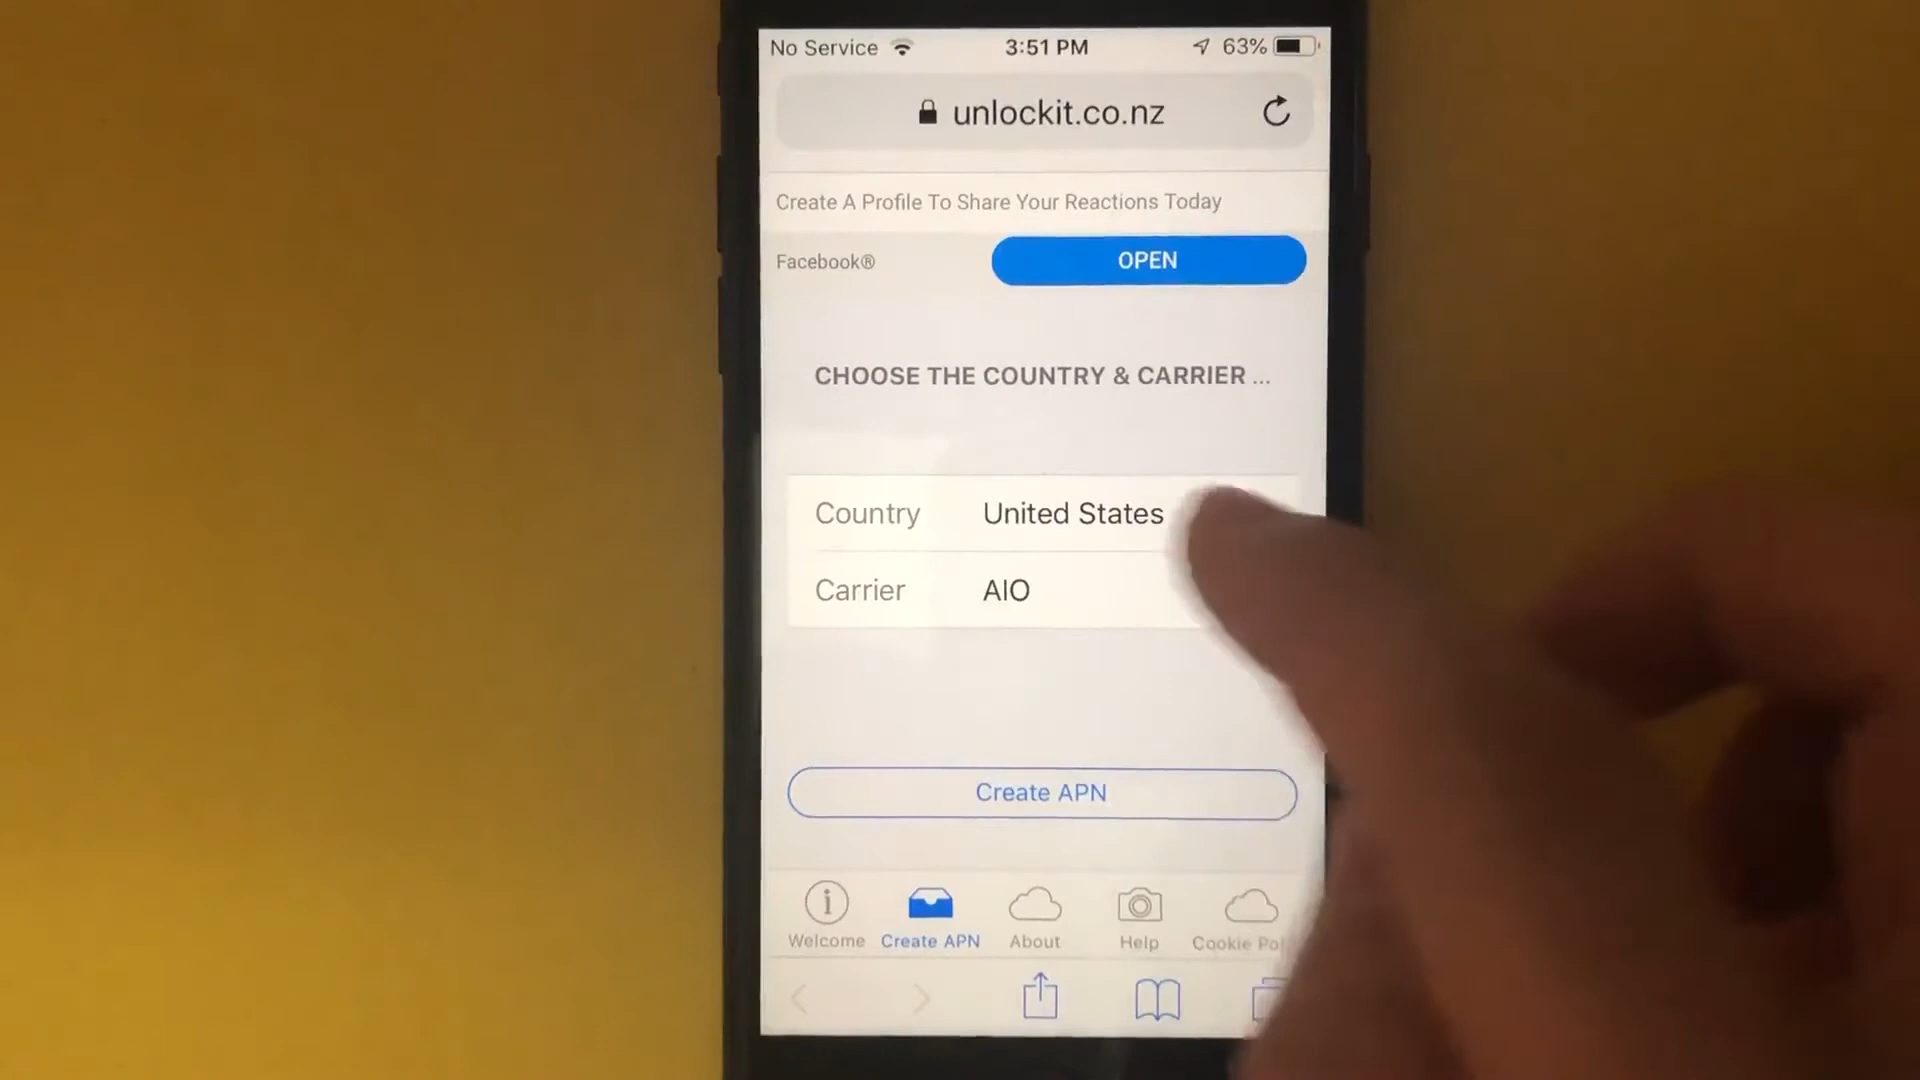 No Service 3:51 PM 63%
unlockit.co.nz
Create A Profile To Share Your Reactions Today
Facebook® OPEN
CHOOSE THE COUNTRY & CARRIER ...
Country United States
Carrier AIO
Create APN
Welcome Create APN About Help Cookie Pol